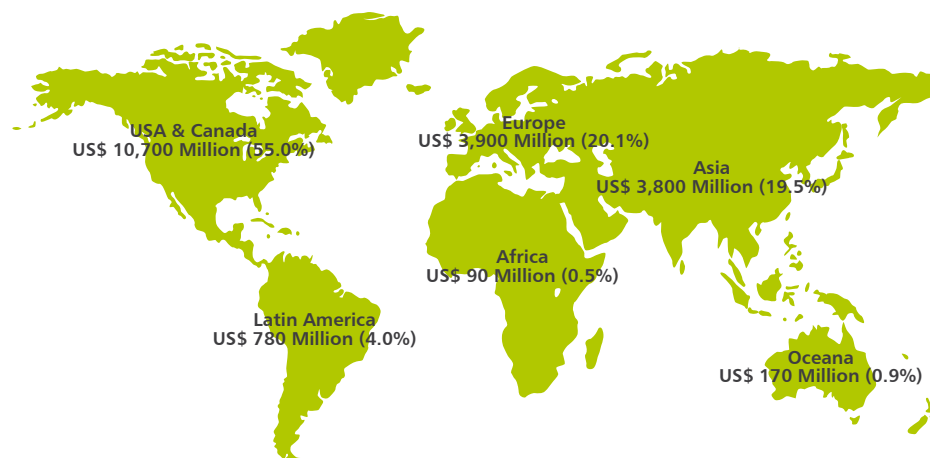 USA & Canada
US$ 10,700 Million (55.0%)
Europe
US$ 3,900 Million (20.1%)
Asia
US$ 3,800 Million (19.5%)
Africa
US$ 90 Million (0.5%)
Latin America
US$ 780 Million (4.0%)
Oceana
US$ 170 Million (0.9%)